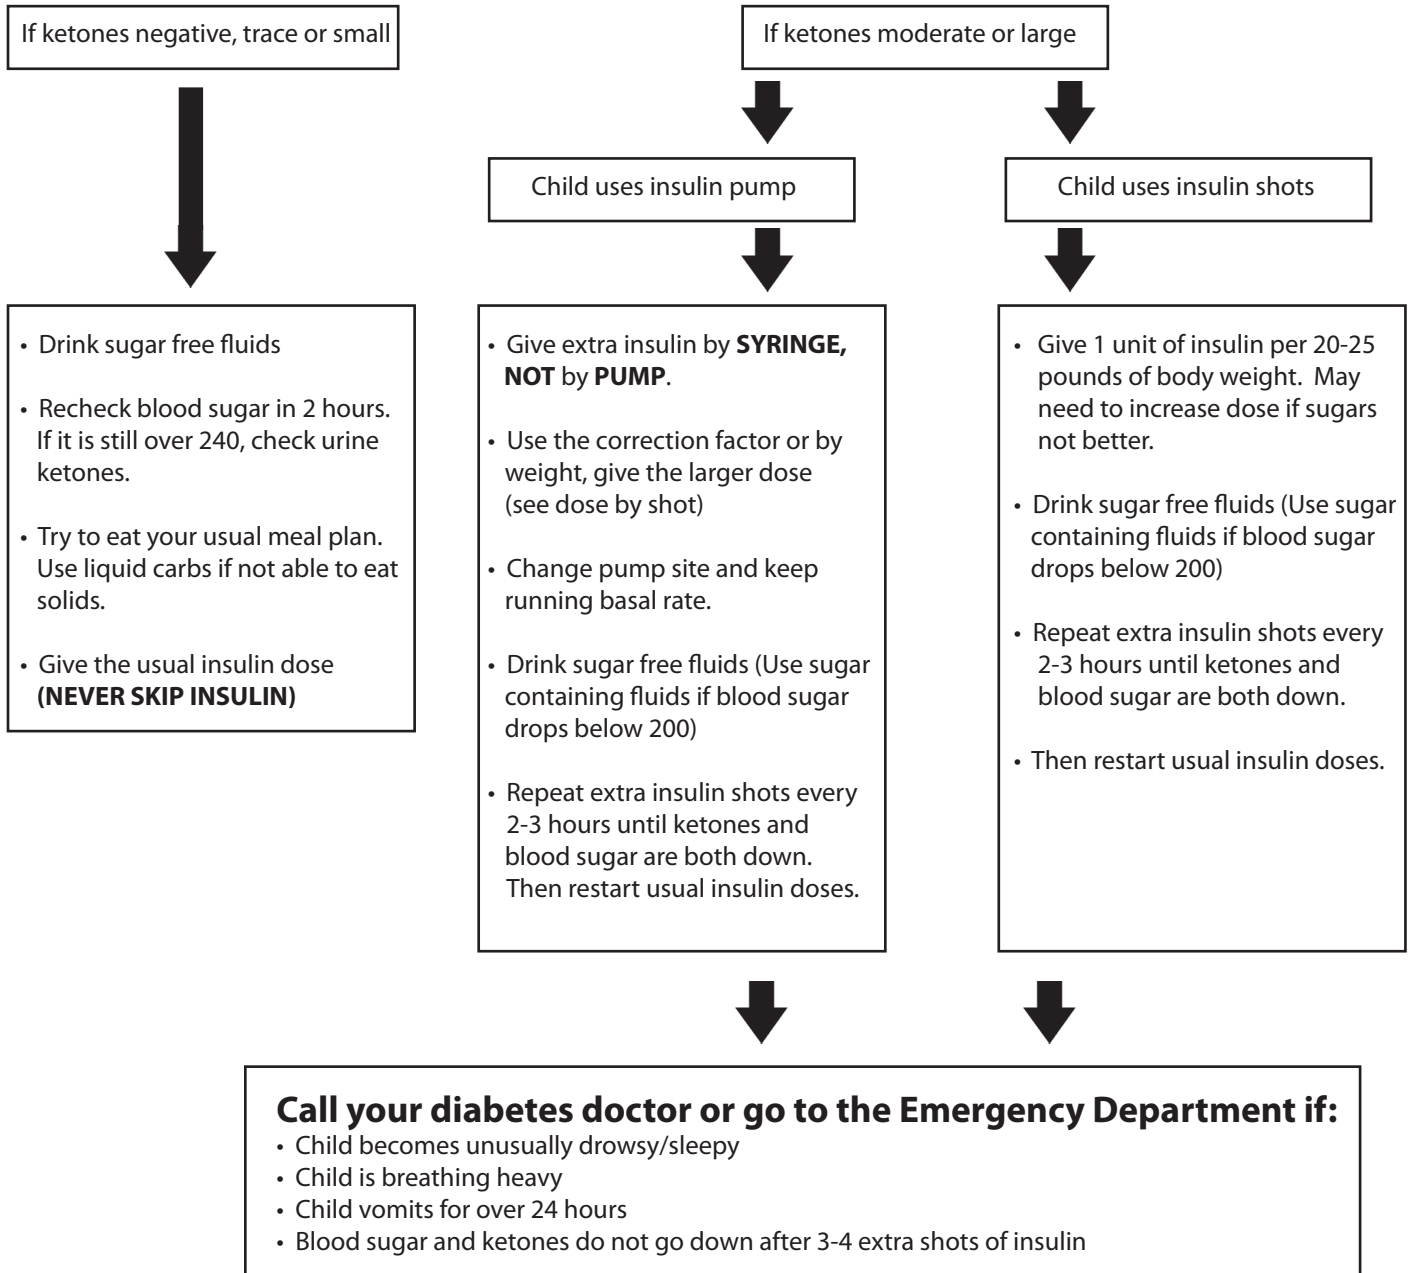 If ketones negative, trace or small
If ketones moderate or large
Child uses insulin pump
Child uses insulin shots
• Drink sugar free fluids
• Recheck blood sugar in 2 hours.
If it is still over 240, check urine
ketones.
• Try to eat your usual meal plan.
Use liquid carbs if not able to eat
solids.
• Give the usual insulin dose
(NEVER SKIP INSULIN)
• Give extra insulin by SYRINGE,
NOT by PUMP.
• Use the correction factor or by
weight, give the larger dose
(see dose by shot)
• Change pump site and keep
running basal rate.
• Drink sugar free fluids (Use sugar
containing fluids if blood sugar
drops below 200)
• Repeat extra insulin shots every
2-3 hours until ketones and
blood sugar are both down.
Then restart usual insulin doses.
• Give 1 unit of insulin per 20-25
pounds of body weight. May
need to increase dose if sugars
not better.
• Drink sugar free fluids (Use sugar
containing fluids if blood sugar
drops below 200)
• Repeat extra insulin shots every
2-3 hours until ketones and
blood sugar are both down.
• Then restart usual insulin doses.
Call your diabetes doctor or go to the Emergency Department if:
• Child becomes unusually drowsy/sleepy
• Child is breathing heavy
• Child vomits for over 24 hours
• Blood sugar and ketones do not go down after 3-4 extra shots of insulin